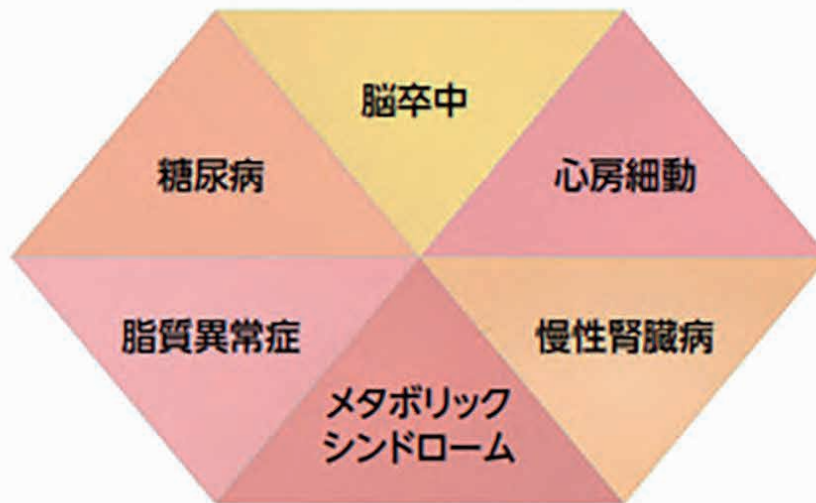 脳卒中
糖尿病
心房細動
脂質異常症
慢性腎臓病
メタボリック
シンドローム